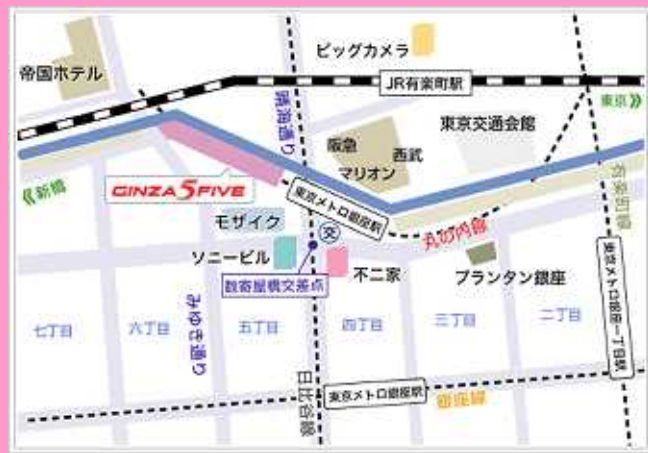 ビッグカメラ
帝国ホテル
JR有楽町駅
東京
晴海通り
阪急
西武
マリオン
東京交通会館
有楽町線
新橋
GINZA5FIVE
東京メトロ銀座駅
モザイク
交
丸の内線
ソニービル
不二家
プランタン銀座
数寄屋橋交差点
東京メトロ銀座一丁目駅
みゆき通り
七丁目
六丁目
五丁目
四丁目
三丁目
二丁目
日比谷線
東京メトロ銀座駅
銀座線